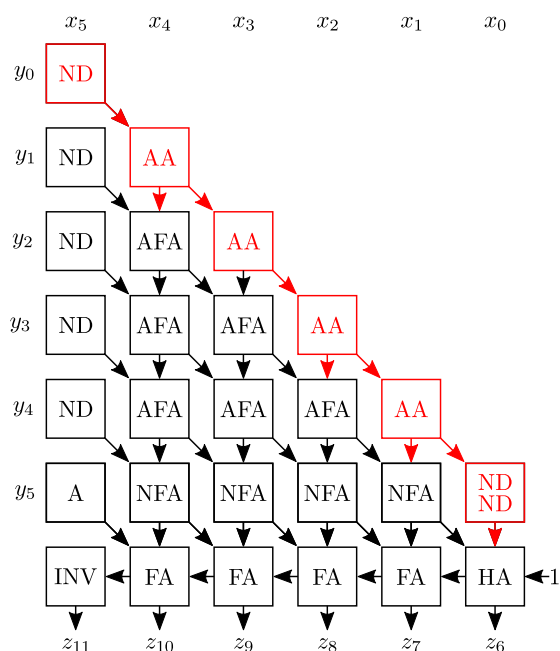 x₅ x₄ x₃ x₂ x₁ x₀
y₀ ND
y₁ ND AA
y₂ ND AFA AA
y₃ ND AFA AFA AA
y₄ ND AFA AFA AFA AA
y₅ A NFA NFA NFA NFA ND ND
INV FA FA FA FA HA 1
z₁₁ z₁₀ z₉ z₈ z₇ z₆